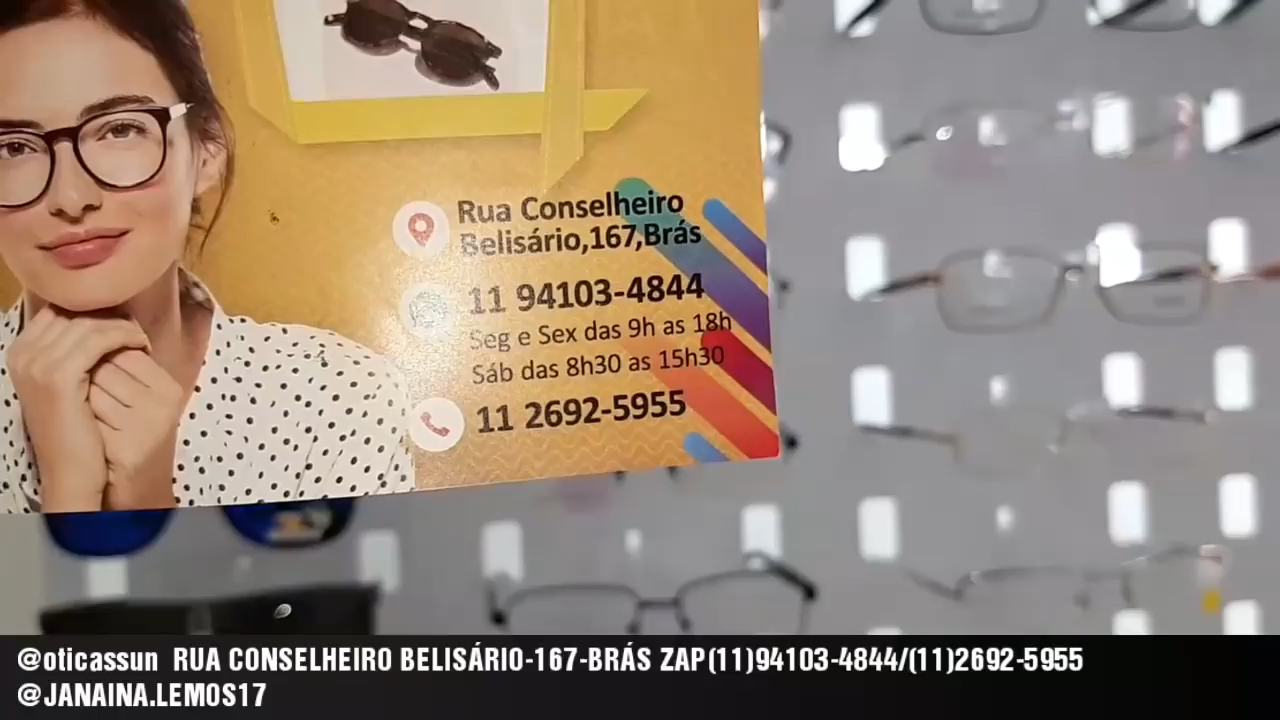 Rua Conselheiro
Belisário,167,Brás
11 94103-4844
Seg e Sex das 9h as 18h
Sáb das 8h30 as 15h30
11 2692-5955
@oticassun RUA CONSELHEIRO BELISÁRIO-167-BRÁS ZAP(11)94103-4844/(11)2692-5955
@JANAINA.LEMOS17